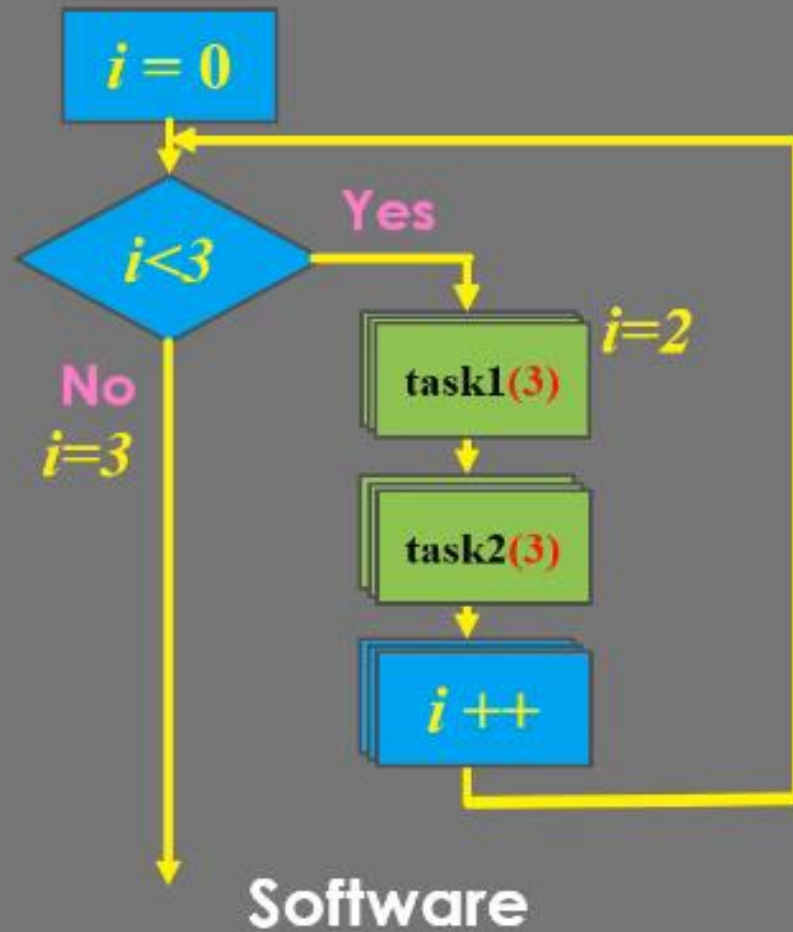 i = 0
Yes
i<3
i=2
task1(3)
No
i=3
task2(3)
i ++
Software